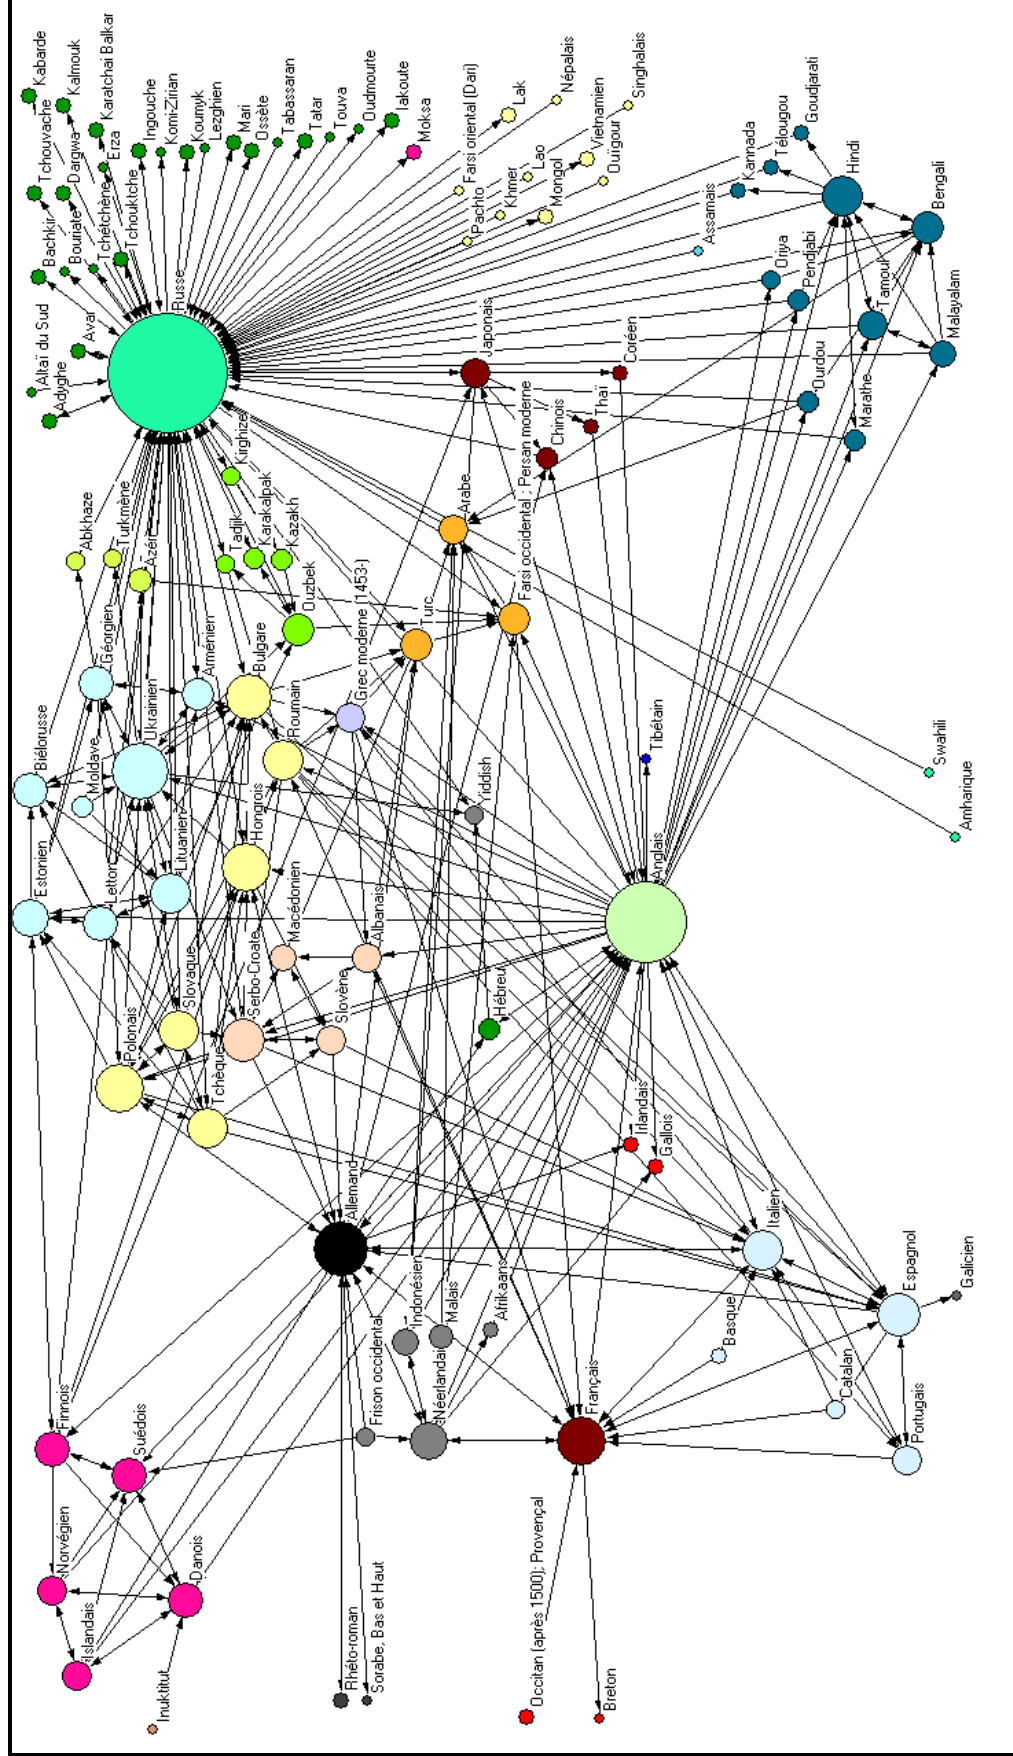 Kabarde
Altaï du Sud
Tchouvache
Biélorusse
Estonien
Bachkir
Adyghe
Kalmouk
Finnois
Norvégien
Dargwa
Bouriate
Avar
Abkhaze
Islandais
Karatchai Balkar
Moldave
Géorgien
Tchétchène
Erza
Letton
Turkmène
Tchouktche
Polonais
Suédois
Ingouche
Azéri
Ukrainien
Inuktitut
Komi-Zirian
Russe
Lituanien
Koumyk
Slovaque
Danois
Lezghien
Arménien
Tchèque
Mari
Kirghize
Tadjik
Ossète
Serbo-Croate
Hongrois
Bulgare
Karakalpak
Tabassaran
Kazakh
Macédonien
Roumain
Tatar
Ouzbek
Touva
Slovène
Allemand
Rhéto-roman
Oudmourte
Grec moderne (1453-)
Albanais
Frison occidental
Sorabe, Bas et Haut
Iakoute
Moksa
Turc
Indonésien
Néerlandais
Malais
Arabe
Farsi oriental (Dari)
Pachto
Yiddish
Japonais
Hébreu
Afrikaans
Khmer
Lak
Farsi occidental ; Persan moderne
Lao
Occitan (après 1500); Provençal
Mongol
Chinois
Népalais
Vietnamien
Français
Thaï
Ouigour
Breton
Singhalais
Coréen
Irlandais
Tibétain
Anglais
Gallois
Assamais
Basque
Kannada
Italien
Télougou
Oriya
Goudjarati
Pendjabi
Ourdou
Catalan
Hindi
Marathe
Tamoul
Espagnol
Portugais
Bengali
Swahili
Malayalam
Amharique
Galicien